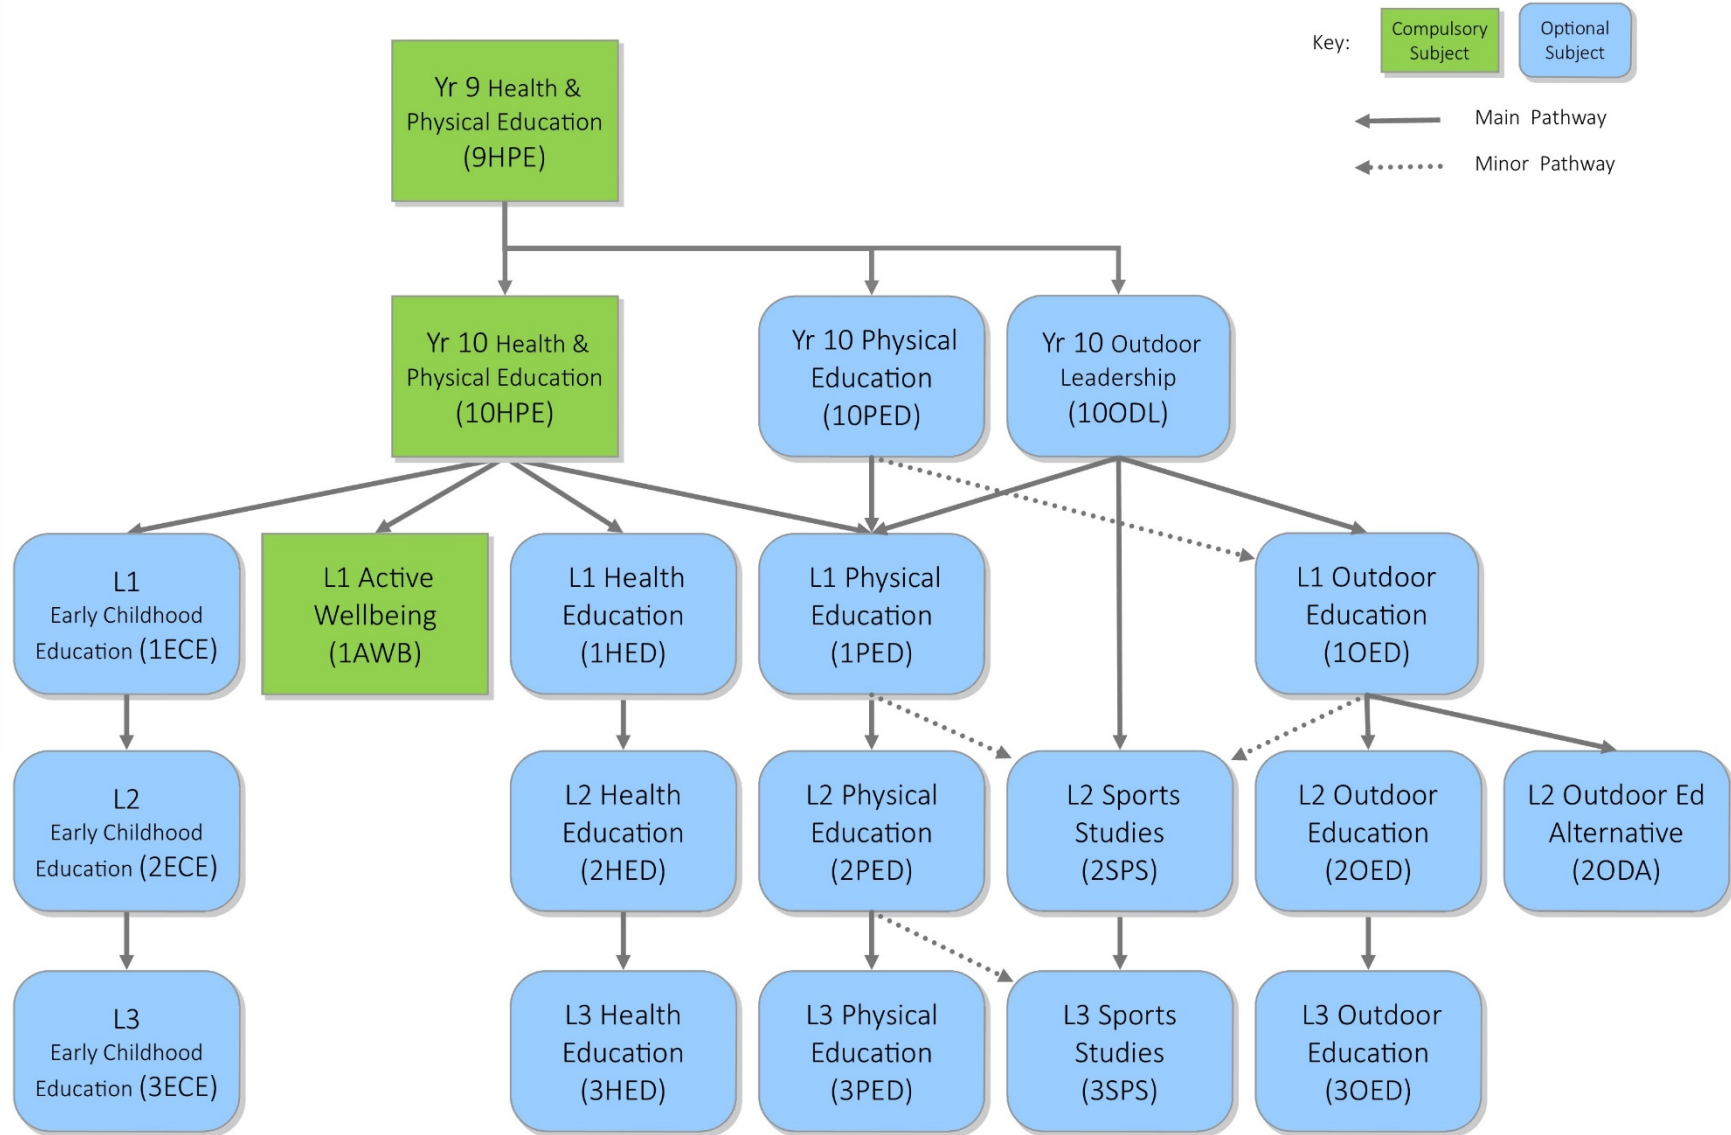 Key:
Compulsory
Subject
Optional
Subject
Main Pathway
Minor Pathway
Yr 9 Health &
Physical Education
(9HPE)
Yr 10 Health &
Physical Education
(10HPE)
Yr 10 Physical
Education
(10PED)
Yr 10 Outdoor
Leadership
(10ODL)
L1
Early Childhood
Education (1ECE)
L1 Active
Wellbeing
(1AWB)
L1 Health
Education
(1HED)
L1 Physical
Education
(1PED)
L1 Outdoor
Education
(1OED)
L2
Early Childhood
Education (2ECE)
L2 Health
Education
(2HED)
L2 Physical
Education
(2PED)
L2 Sports
Studies
(2SPS)
L2 Outdoor
Education
(2OED)
L2 Outdoor Ed
Alternative
(2ODA)
L3
Early Childhood
Education (3ECE)
L3 Health
Education
(3HED)
L3 Physical
Education
(3PED)
L3 Sports
Studies
(3SPS)
L3 Outdoor
Education
(3OED)